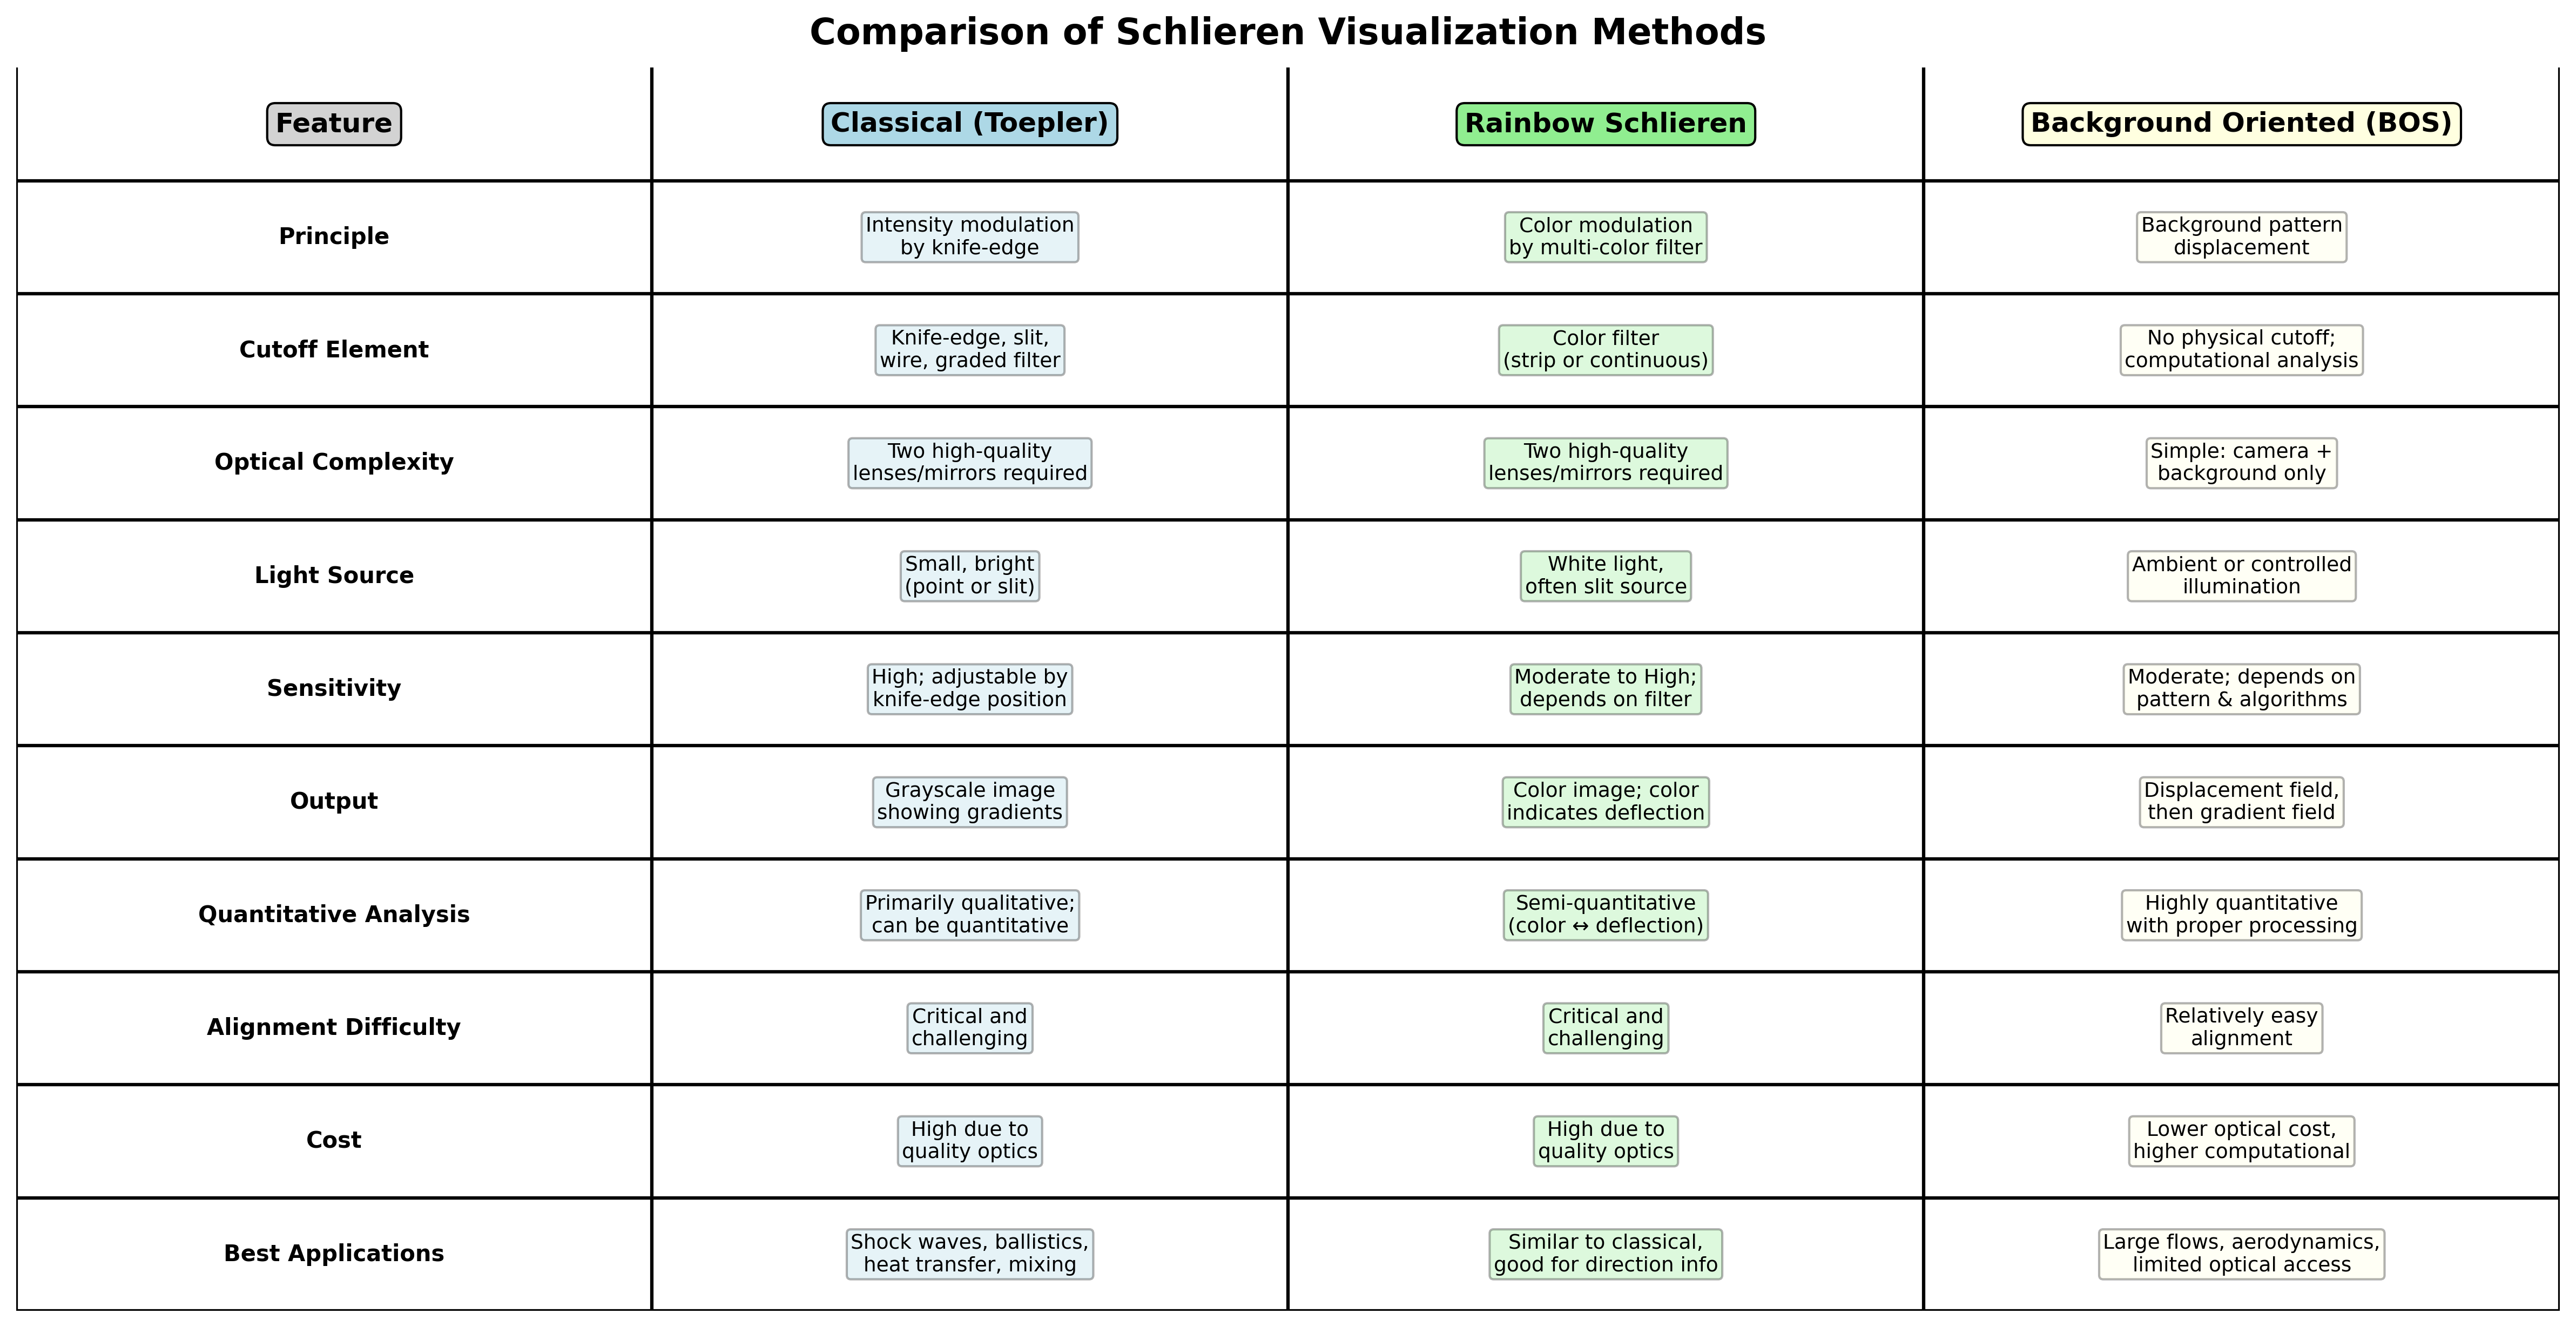 Comparison of Schlieren Visualization Methods
Feature
Classical (Toepler)
Rainbow Schlieren
Background Oriented (BOS)
Principle
Intensity modulation
by knife-edge
Color modulation
by multi-color filter
Background pattern
displacement
Cutoff Element
Knife-edge, slit,
wire, graded filter
Color filter
(strip or continuous)
No physical cutoff;
computational analysis
Optical Complexity
Two high-quality
lenses/mirrors required
Two high-quality
lenses/mirrors required
Simple: camera +
background only
Light Source
Small, bright
(point or slit)
White light,
often slit source
Ambient or controlled
illumination
Sensitivity
High; adjustable by
knife-edge position
Moderate to High;
depends on filter
Moderate; depends on
pattern & algorithms
Output
Grayscale image
showing gradients
Color image; color
indicates deflection
Displacement field,
then gradient field
Quantitative Analysis
Primarily qualitative;
can be quantitative
Semi-quantitative
(color ↔ deflection)
Highly quantitative
with proper processing
Alignment Difficulty
Critical and
challenging
Critical and
challenging
Relatively easy
alignment
Cost
High due to
quality optics
High due to
quality optics
Lower optical cost,
higher computational
Best Applications
Shock waves, ballistics,
heat transfer, mixing
Similar to classical,
good for direction info
Large flows, aerodynamics,
limited optical access